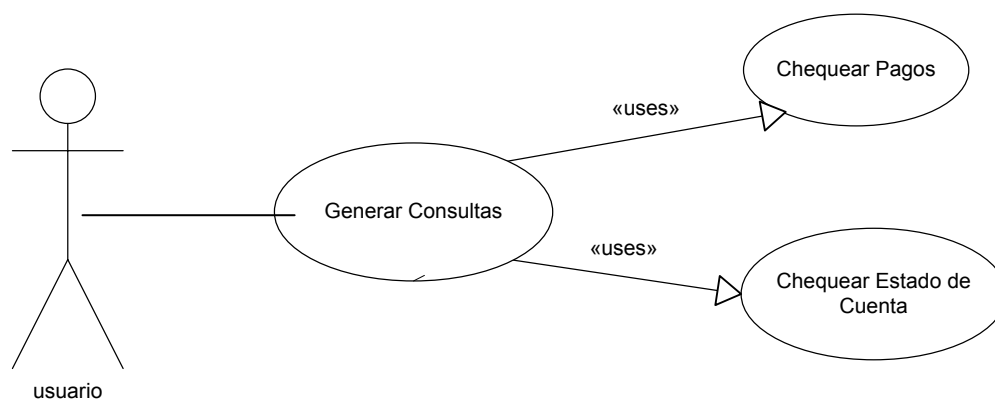 Chequear Pagos
«uses»
Generar Consultas
«uses»
Chequear Estado de
Cuenta
usuario